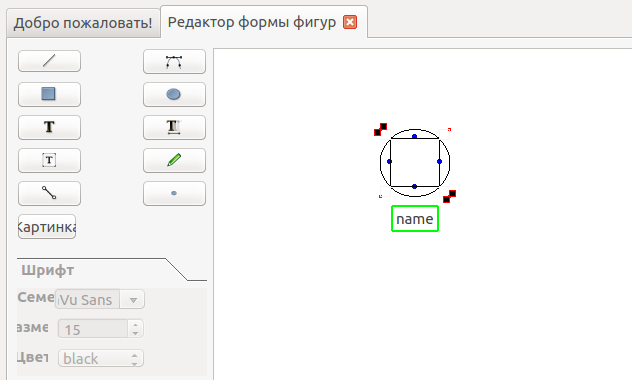 Добро пожаловать!
Редактор формы фигур
T
T
T
Картинка
Шрифт
Семе
Vu Sans
азме
15
Цвет
black
name